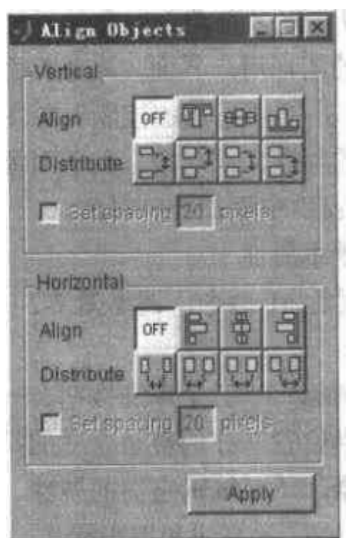 Align Objects
Vertical
Align OFF
Distribute
Set spacing 20 pixels
Horizontal
Align OFF
Distribute
Set spacing 20 pixels
Apply